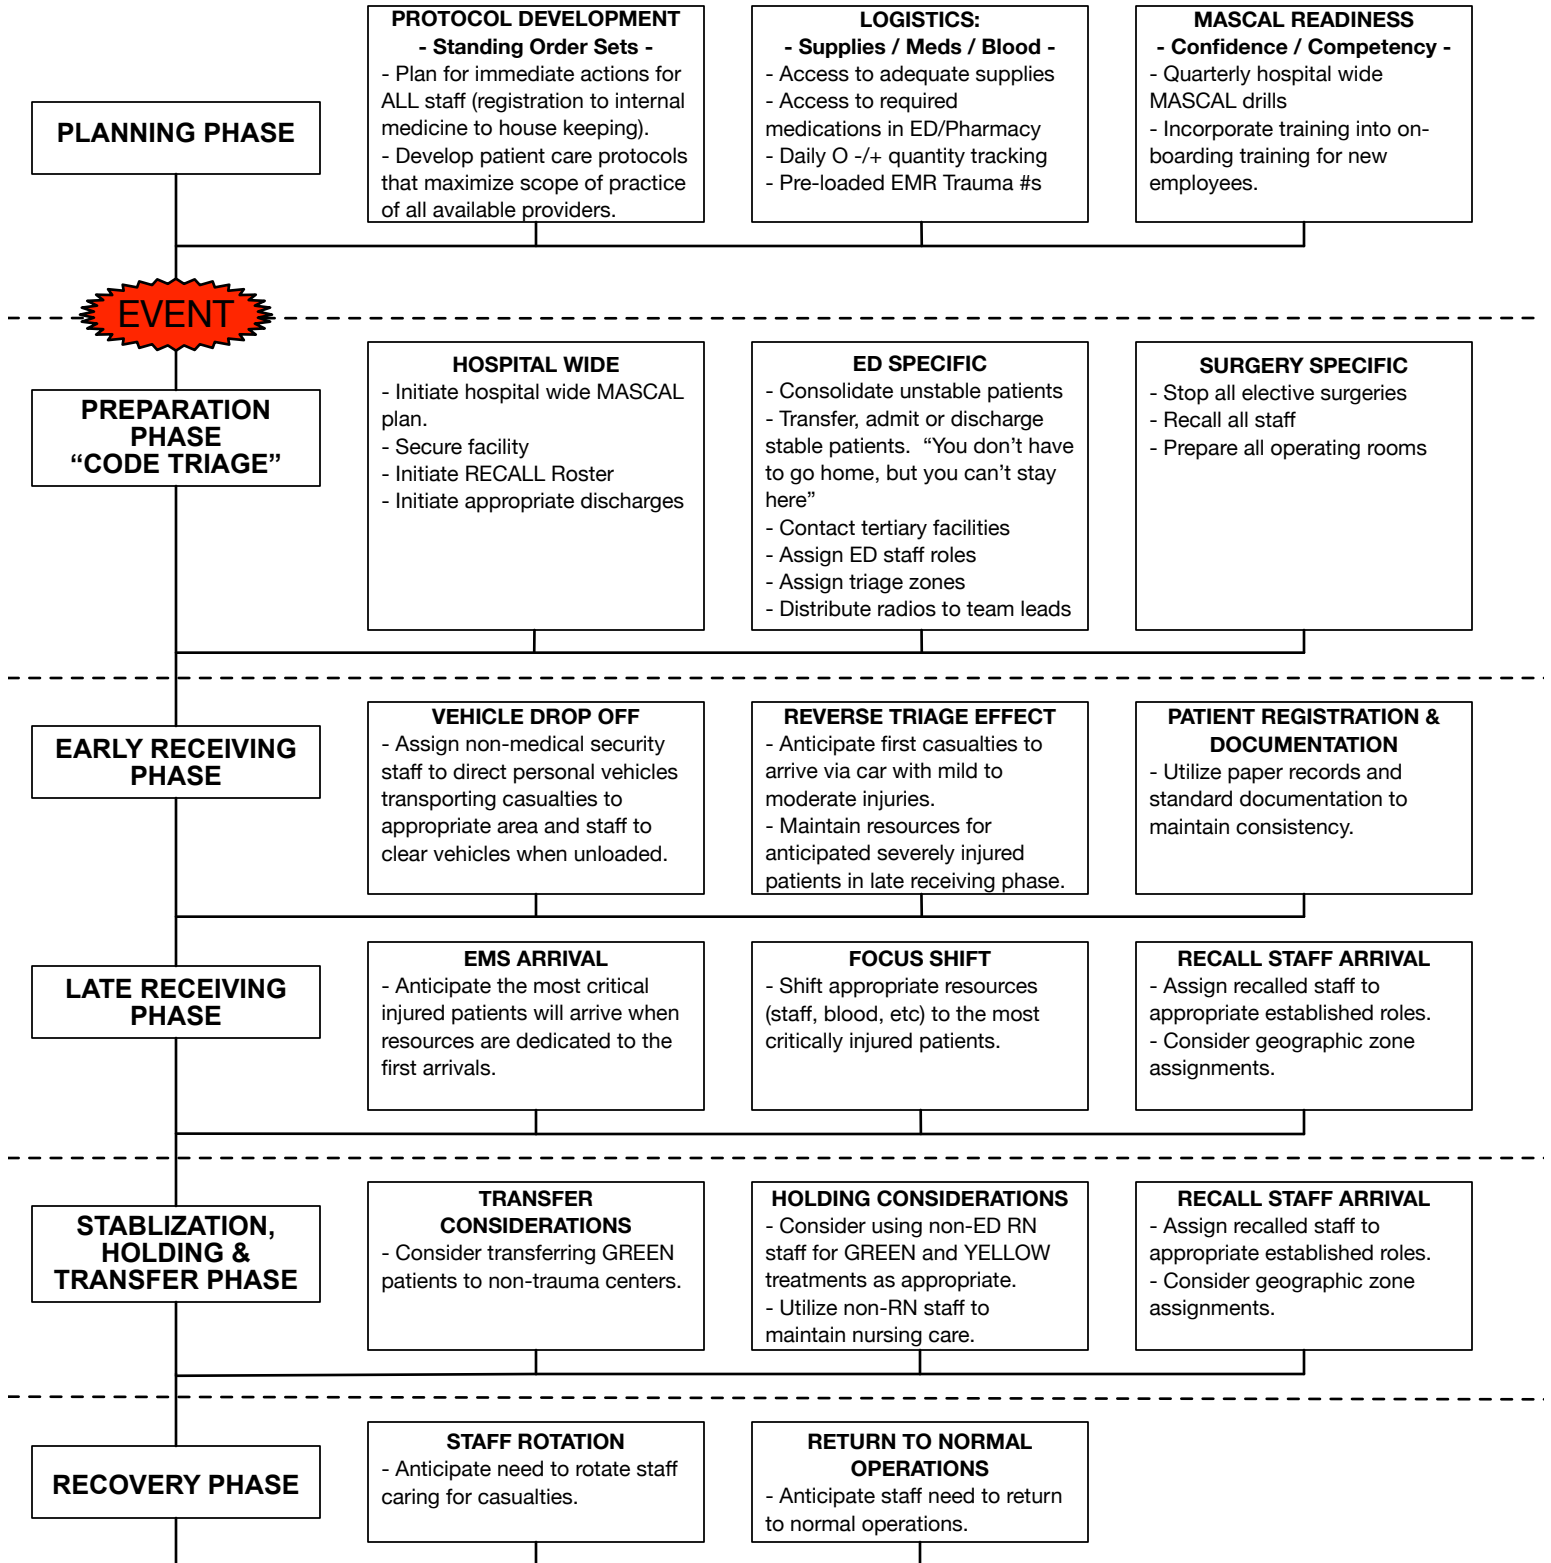 PLANNING PHASE
PROTOCOL DEVELOPMENT
- Standing Order Sets -
- Plan for immediate actions for
ALL staff (registration to internal
medicine to house keeping).
- Develop patient care protocols
that maximize scope of practice
of all available providers.
LOGISTICS:
- Supplies / Meds / Blood -
- Access to adequate supplies
- Access to required
medications in ED/Pharmacy
- Daily O -/+ quantity tracking
- Pre-loaded EMR Trauma #s
MASCAL READINESS
- Confidence / Competency -
- Quarterly hospital wide
MASCAL drills
- Incorporate training into on-
boarding training for new
employees.
EVENT
PREPARATION
PHASE
“CODE TRIAGE”
HOSPITAL WIDE
- Initiate hospital wide MASCAL
plan.
- Secure facility
- Initiate RECALL Roster
- Initiate appropriate discharges
ED SPECIFIC
- Consolidate unstable patients
- Transfer, admit or discharge
stable patients.  “You don’t have
to go home, but you can’t stay
here”
- Contact tertiary facilities
- Assign ED staff roles
- Assign triage zones
- Distribute radios to team leads
SURGERY SPECIFIC
- Stop all elective surgeries
- Recall all staff
- Prepare all operating rooms
EARLY RECEIVING
PHASE
VEHICLE DROP OFF
- Assign non-medical security
staff to direct personal vehicles
transporting casualties to
appropriate area and staff to
clear vehicles when unloaded.
REVERSE TRIAGE EFFECT
- Anticipate first casualties to
arrive via car with mild to
moderate injuries.
- Maintain resources for
anticipated severely injured
patients in late receiving phase.
PATIENT REGISTRATION &
DOCUMENTATION
- Utilize paper records and
standard documentation to
maintain consistency.
LATE RECEIVING
PHASE
EMS ARRIVAL
- Anticipate the most critical
injured patients will arrive when
resources are dedicated to the
first arrivals.
FOCUS SHIFT
- Shift appropriate resources
(staff, blood, etc) to the most
critically injured patients.
RECALL STAFF ARRIVAL
- Assign recalled staff to
appropriate established roles.
- Consider geographic zone
assignments.
STABLIZATION,
HOLDING &
TRANSFER PHASE
TRANSFER
CONSIDERATIONS
- Consider transferring GREEN
patients to non-trauma centers.
HOLDING CONSIDERATIONS
- Consider using non-ED RN
staff for GREEN and YELLOW
treatments as appropriate.
- Utilize non-RN staff to
maintain nursing care.
RECALL STAFF ARRIVAL
- Assign recalled staff to
appropriate established roles.
- Consider geographic zone
assignments.
RECOVERY PHASE
STAFF ROTATION
- Anticipate need to rotate staff
caring for casualties.
RETURN TO NORMAL
OPERATIONS
- Anticipate staff need to return
to normal operations.